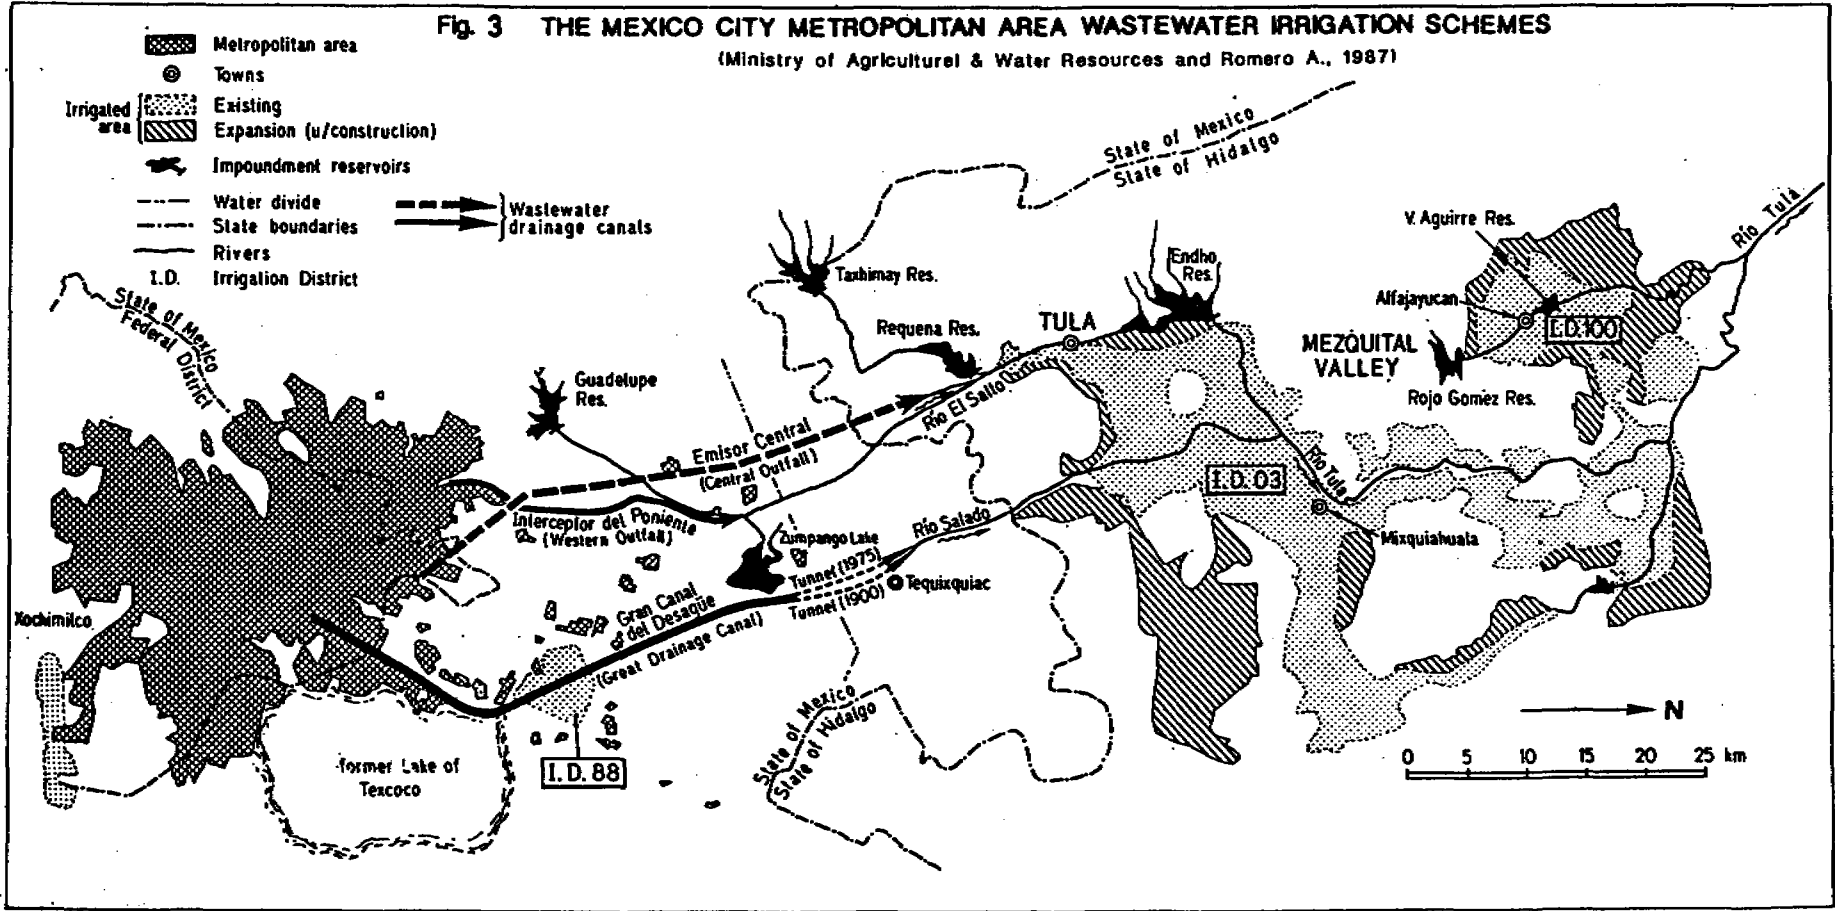 Fig. 3 THE MEXICO CITY METROPOLITAN AREA WASTEWATER IRRIGATION SCHEMES
(Ministry of Agriculturel & Water Resources and Romero A., 1987)
Metropolitan area
Towns
Irrigated area
Existing
Expansion (u/construction)
Impoundment reservoirs
Water divide
State boundaries
Rivers
I.D. Irrigation District
Wastewater
drainage canals
State of Mexico
State of Hidalgo
State of Mexico
Federal District
Taxhimay Res.
Endho
Res.
V. Aguirre Res.
Río Tula
Alfajayucan
I.D.100
Requena Res.
TULA
MEZQUITAL
VALLEY
Rojo Gomez Res.
Guadelupe
Res.
Río El Salto
Emisor Central
(Central Outfall)
I.D.03
Río Tula
Interceptor del Poniente
(Western Outfall)
Zumpango Lake
Río Salado
Mixquiahuala
Tunnel (1975)
Tunnel (1900)
Tequixquiac
Xochimilco
Gran Canal
del Desagüe
(Great Drainage Canal)
State of Mexico
State of Hidalgo
former Lake of
Texcoco
I.D.88
N
0 5 10 15 20 25 km